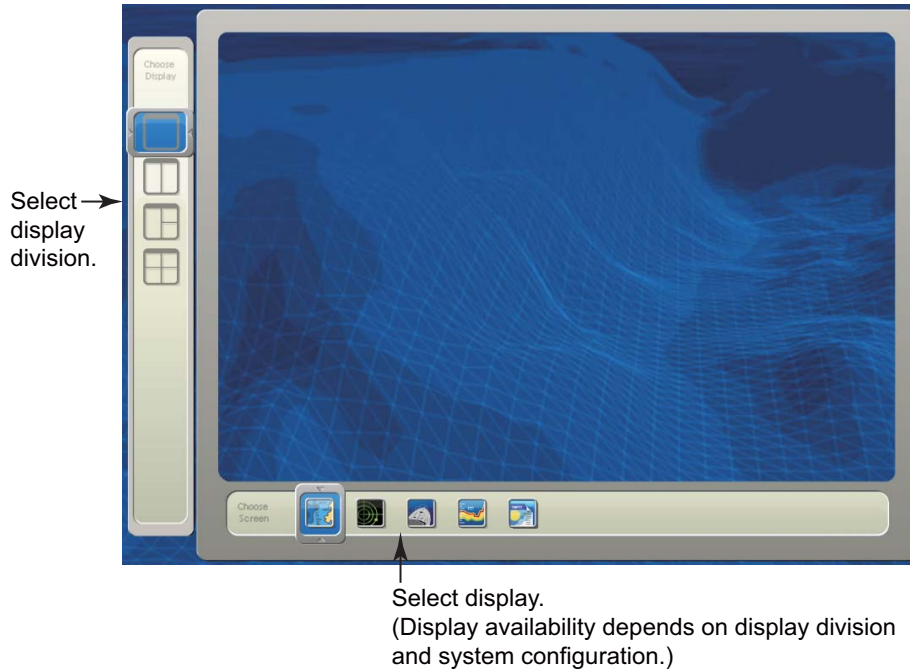 Choose
Display
Select
display
division.
Choose
Screen
Select display.
(Display availability depends on display division
and system configuration.)